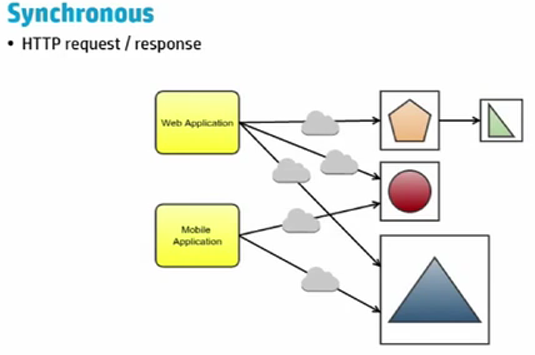 Synchronous
• HTTP request / response
Web Application
Mobile
Application